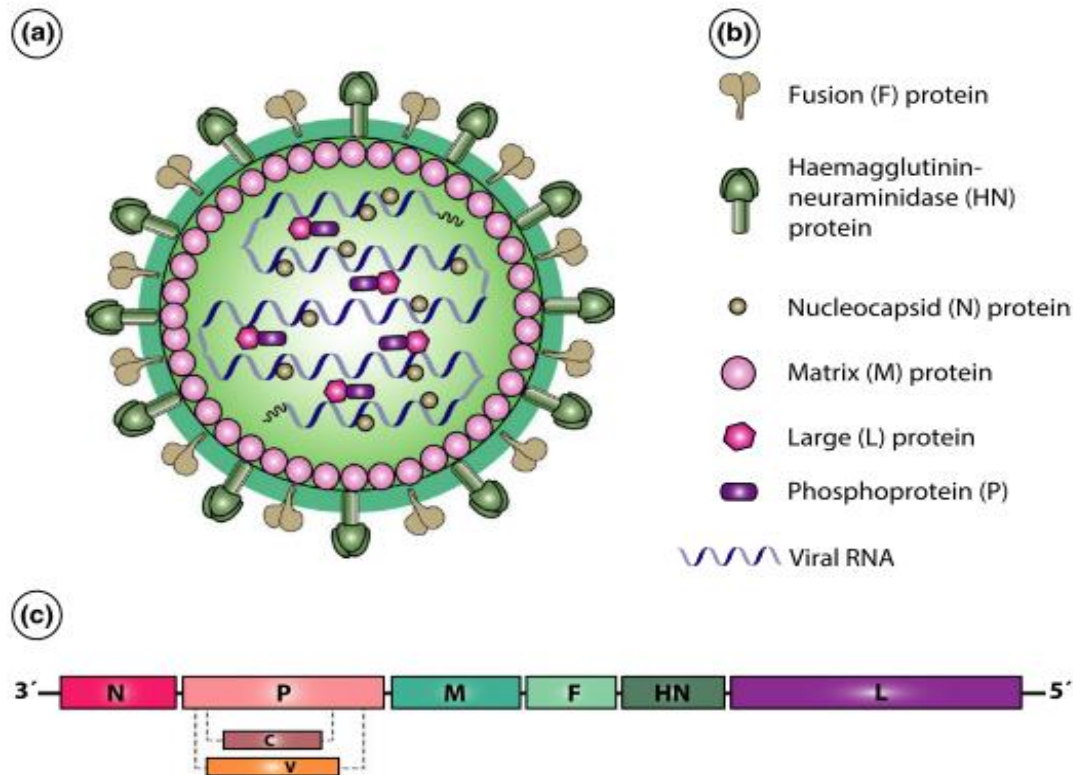 (a)
(b)
Fusion (F) protein
Haemagglutinin-
neuraminidase (HN)
protein
Nucleocapsid (N) protein
Matrix (M) protein
Large (L) protein
Phosphoprotein (P)
Viral RNA
(c)
3´ N P M F HN L 5´
C
V